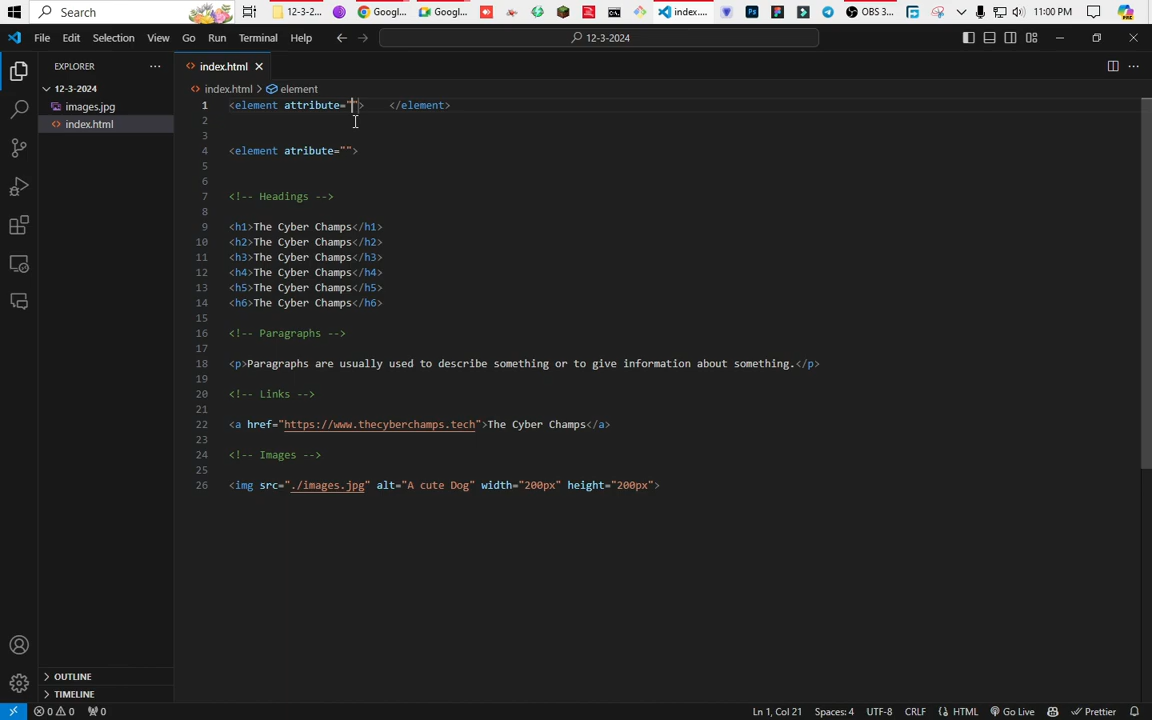 Search
12-3-2...
Googl...
Googl...
index....
OBS 3...
11:00 PM
File Edit Selection View Go Run Terminal Help
12-3-2024
EXPLORER
index.html
12-3-2024
index.html > element
images.jpg
index.html
1 <element attribute=""> </element>
2
3
4 <element atribute="">
5
6
7 <!-- Headings -->
8
9 <h1>The Cyber Champs</h1>
10 <h2>The Cyber Champs</h2>
11 <h3>The Cyber Champs</h3>
12 <h4>The Cyber Champs</h4>
13 <h5>The Cyber Champs</h5>
14 <h6>The Cyber Champs</h6>
15
16 <!-- Paragraphs -->
17
18 <p>Paragraphs are usually used to describe something or to give information about something.</p>
19
20 <!-- Links -->
21
22 <a href="https://www.thecyberchamps.tech">The Cyber Champs</a>
23
24 <!-- Images -->
25
26 <img src="./images.jpg" alt="A cute Dog" width="200px" height="200px">
OUTLINE
TIMELINE
0 0 0
Ln 1, Col 21 Spaces: 4 UTF-8 CRLF HTML Go Live Prettier